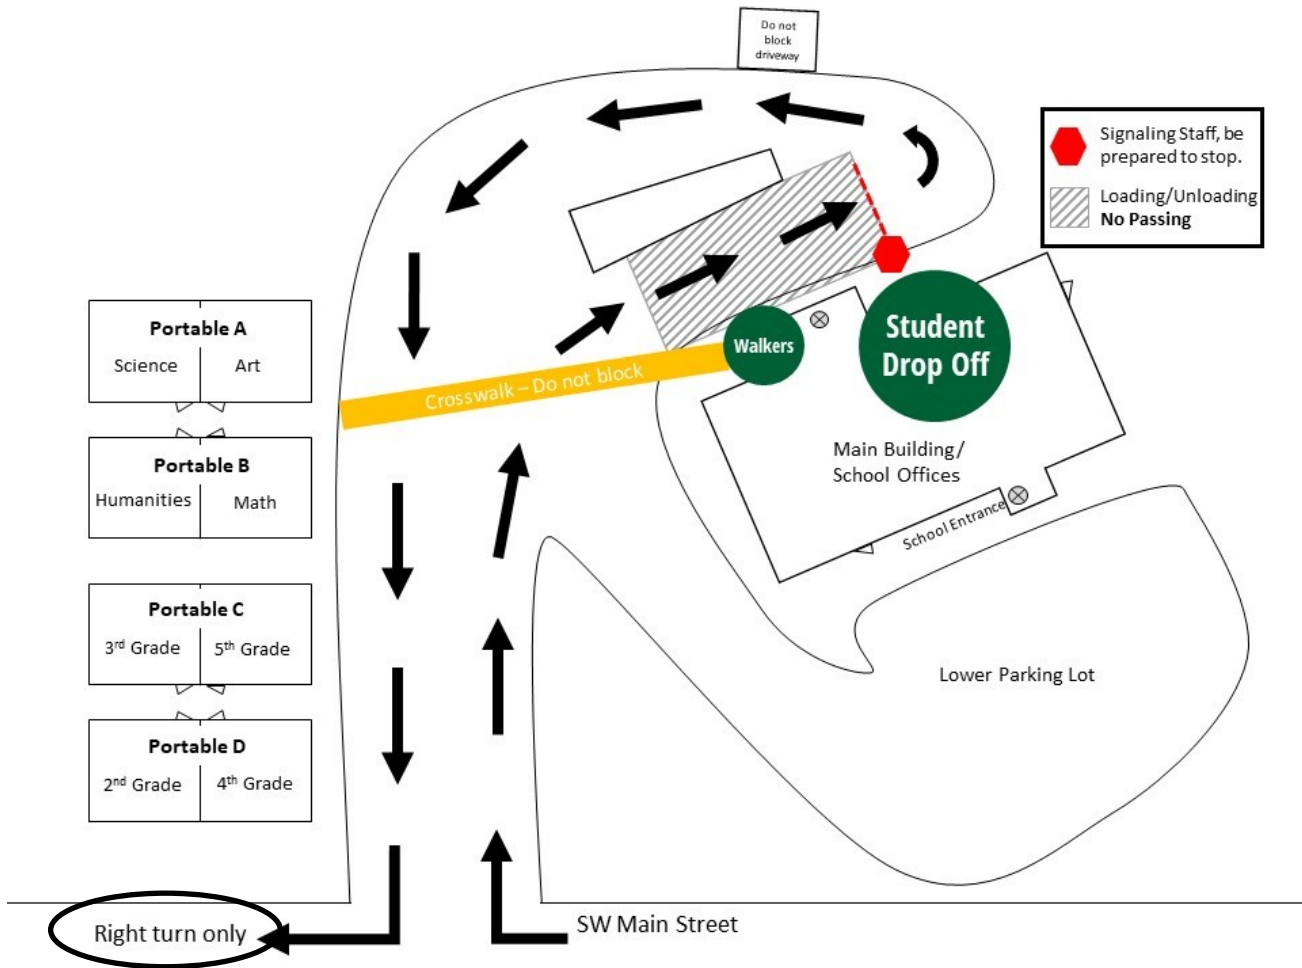 Do not
block
driveway
Signaling Staff, be
prepared to stop.
Loading/Unloading
No Passing
Portable A
Science
Art
Walkers
Student
Drop Off
Crosswalk – Do not block
Portable B
Humanities
Math
Main Building/
School Offices
School Entrance
Portable C
3rd Grade
5th Grade
Lower Parking Lot
Portable D
2nd Grade
4th Grade
Right turn only
SW Main Street